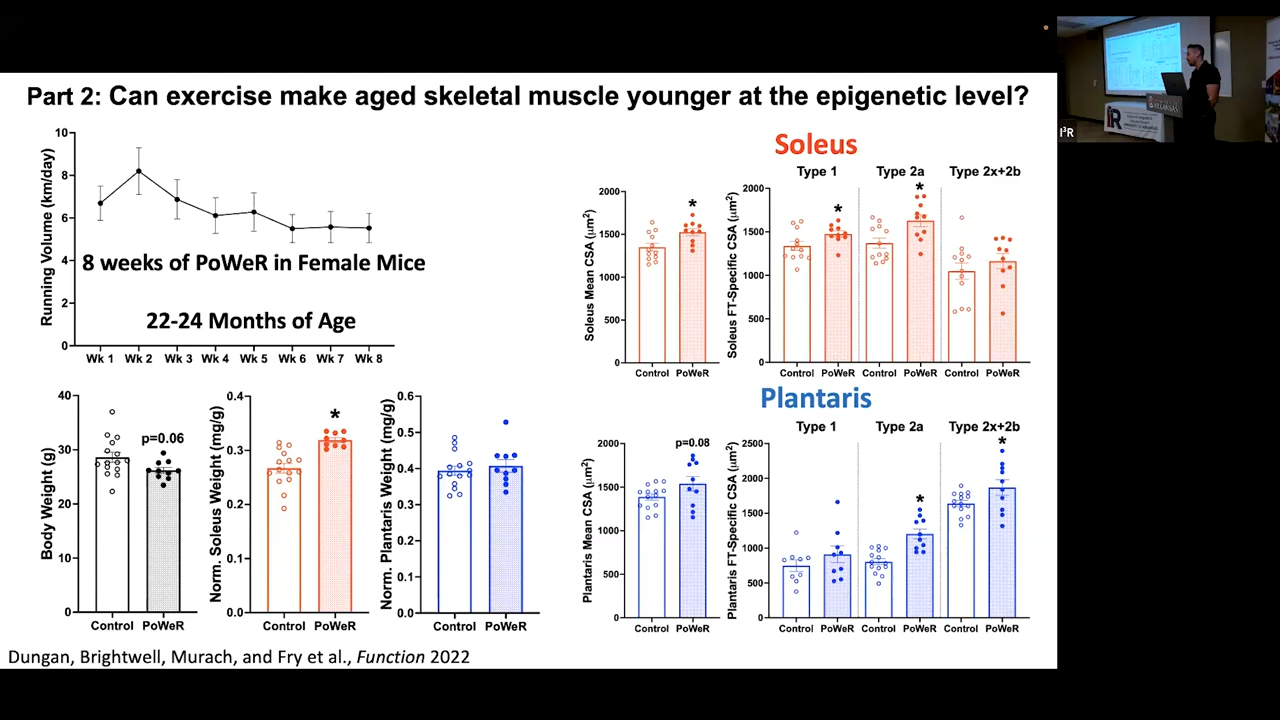 Part 2: Can exercise make aged skeletal muscle younger at the epigenetic level?
Running Volume (km/day)
10
8
6
4
2
0
8 weeks of PoWeR in Female Mice
22-24 Months of Age
Wk 1 Wk 2 Wk 3 Wk 4 Wk 5 Wk 6 Wk 7 Wk 8
Soleus
Soleus Mean CSA (µm²)
2000
1500
1000
500
0
*
Control PoWeR
Soleus FT-Specific CSA (µm²)
2000
1500
1000
500
0
Type 1 Type 2a Type 2x+2b
* *
Control PoWeR Control PoWeR Control PoWeR
Body Weight (g)
40
30
20
10
0
p=0.06
Control PoWeR
Norm. Soleus Weight (mg/g)
0.4
0.3
0.2
0.1
0.0
*
Control PoWeR
Norm. Plantaris Weight (mg/g)
0.6
0.5
0.4
0.3
0.2
0.1
0.0
Control PoWeR
Plantaris
Plantaris Mean CSA (µm²)
2000
1500
1000
500
0
p=0.08
Control PoWeR
Plantaris FT-Specific CSA (µm²)
2500
2000
1500
1000
500
0
Type 1 Type 2a Type 2x+2b
* *
Control PoWeR Control PoWeR Control PoWeR
Dungan, Brightwell, Murach, and Fry et al., Function 2022
I³R
I³R
ARKANSAS